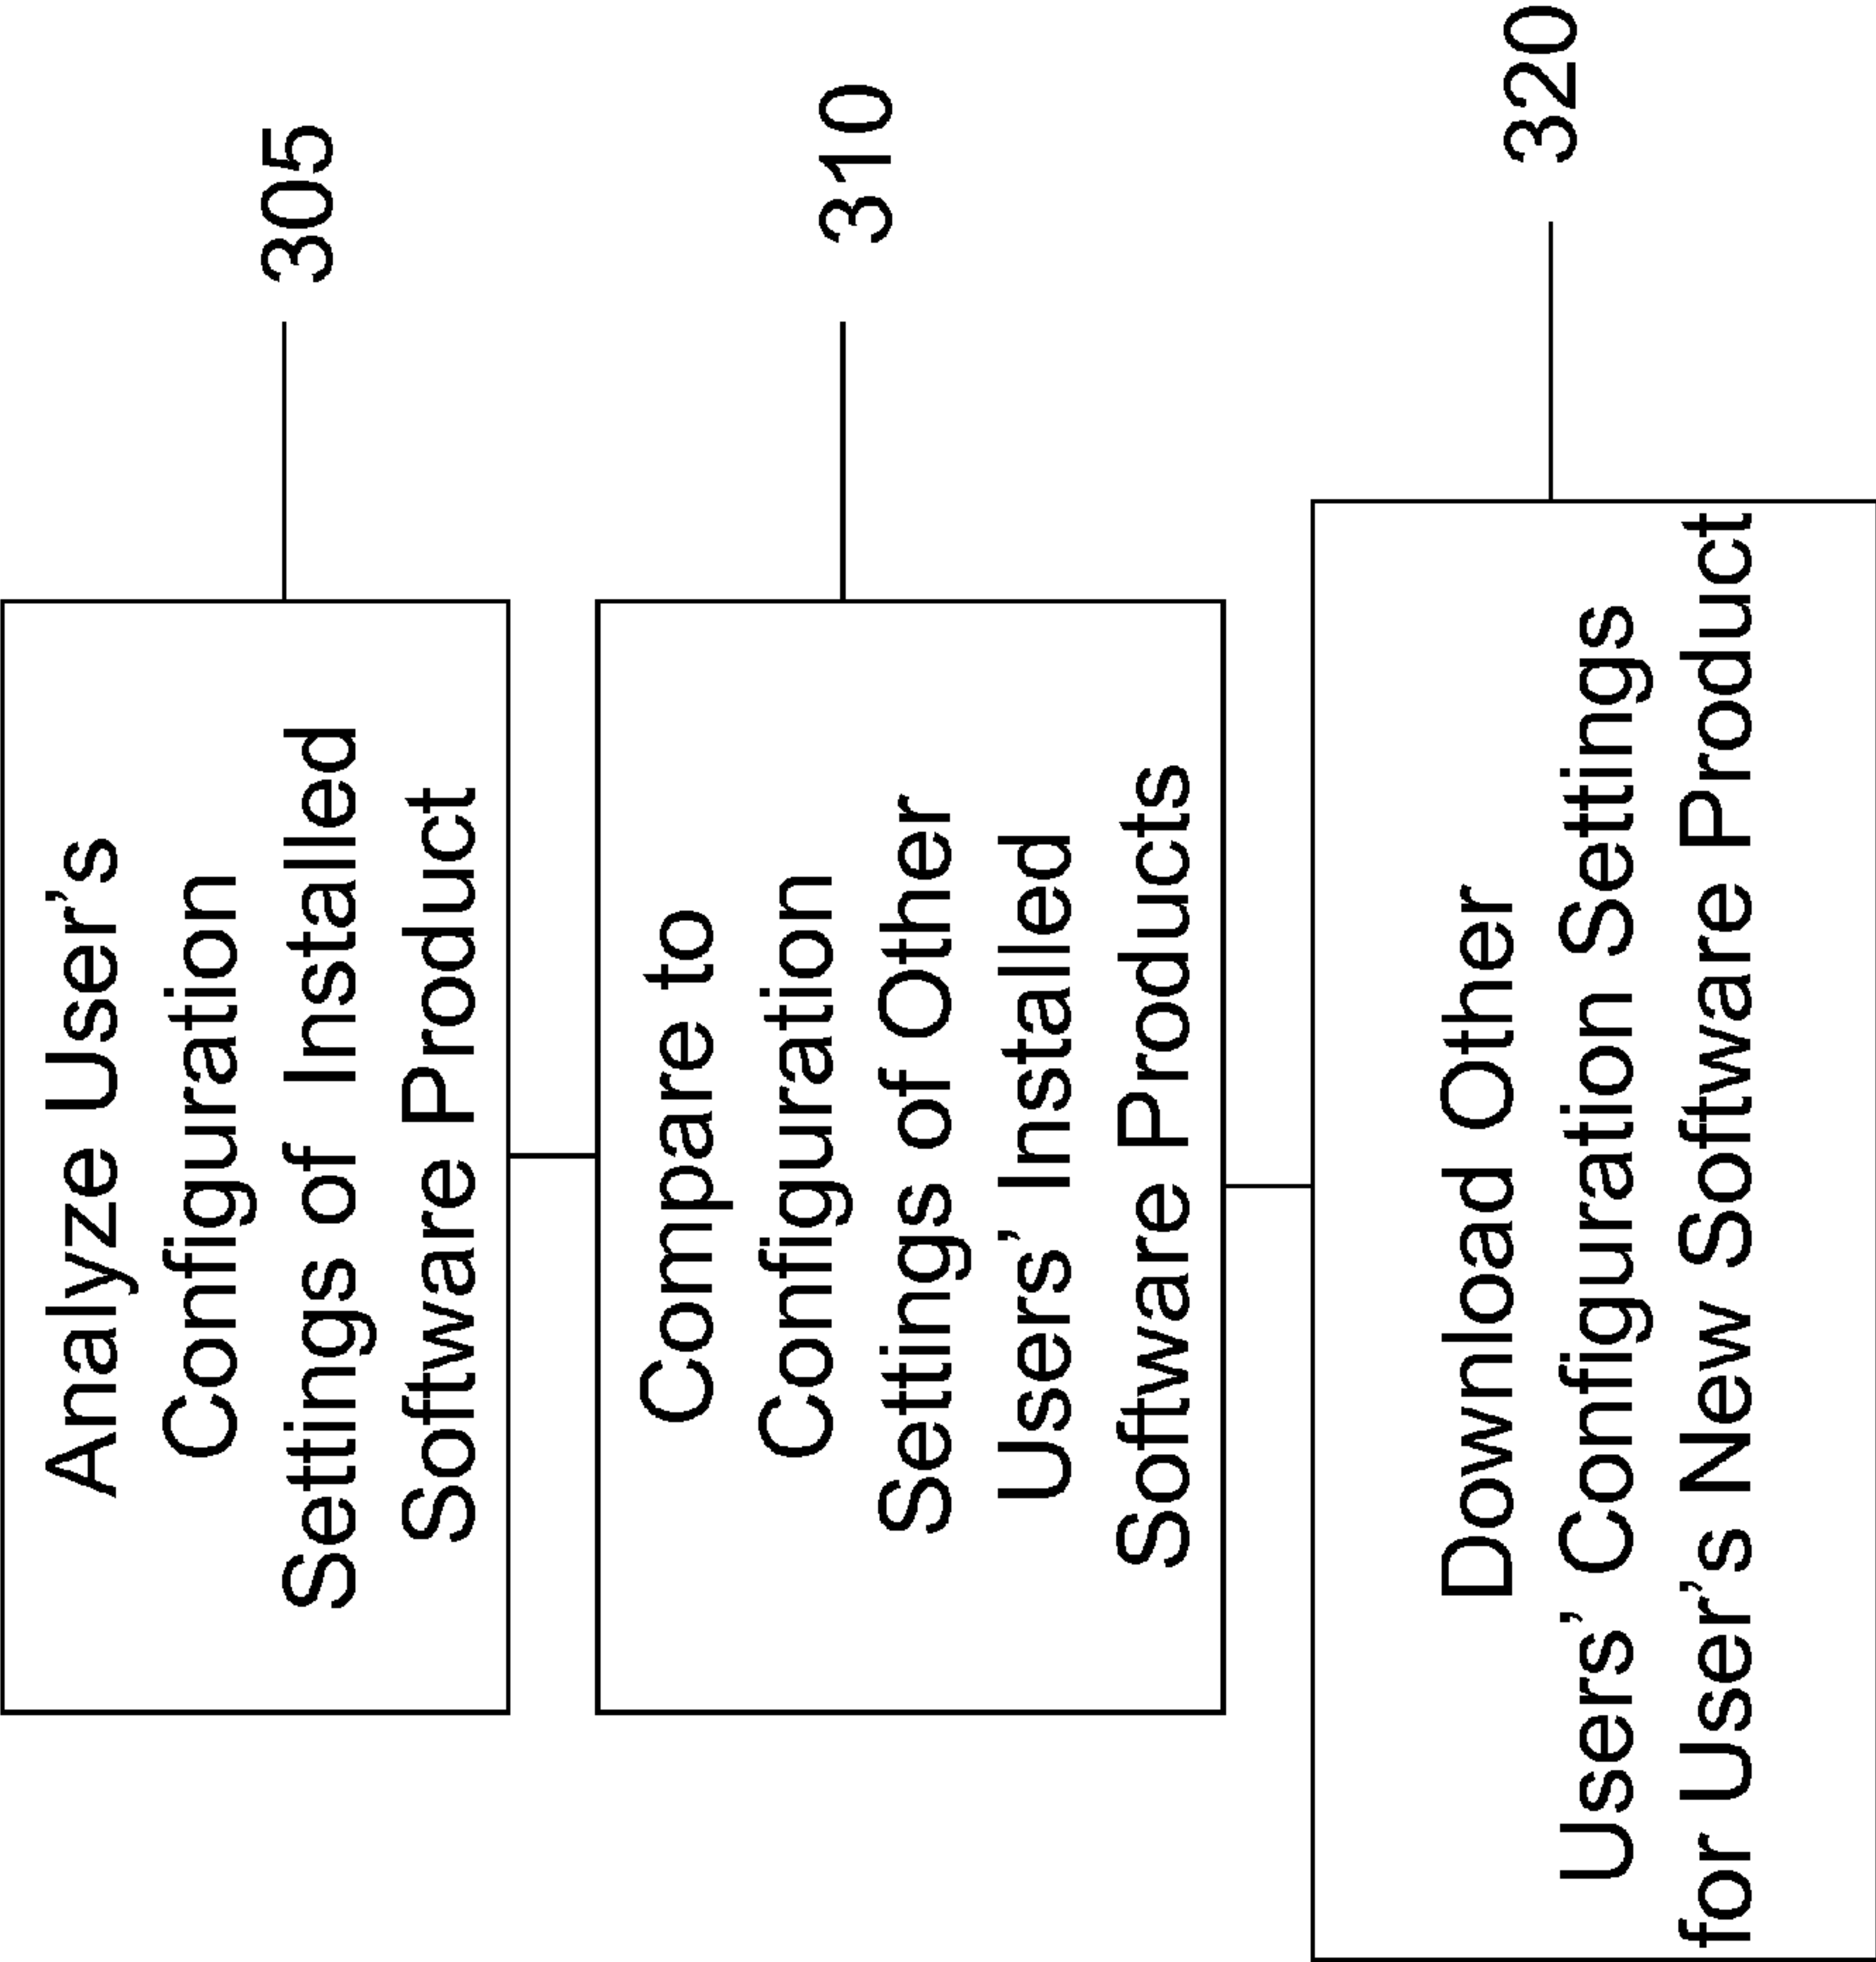 Analyze User's
Configuration
Settings of Installed
Software Product
305
Compare to
Configuration
Settings of Other
Users' Installed
Software Products
310
Download Other
Users' Configuration Settings
for User's New Software Product
320